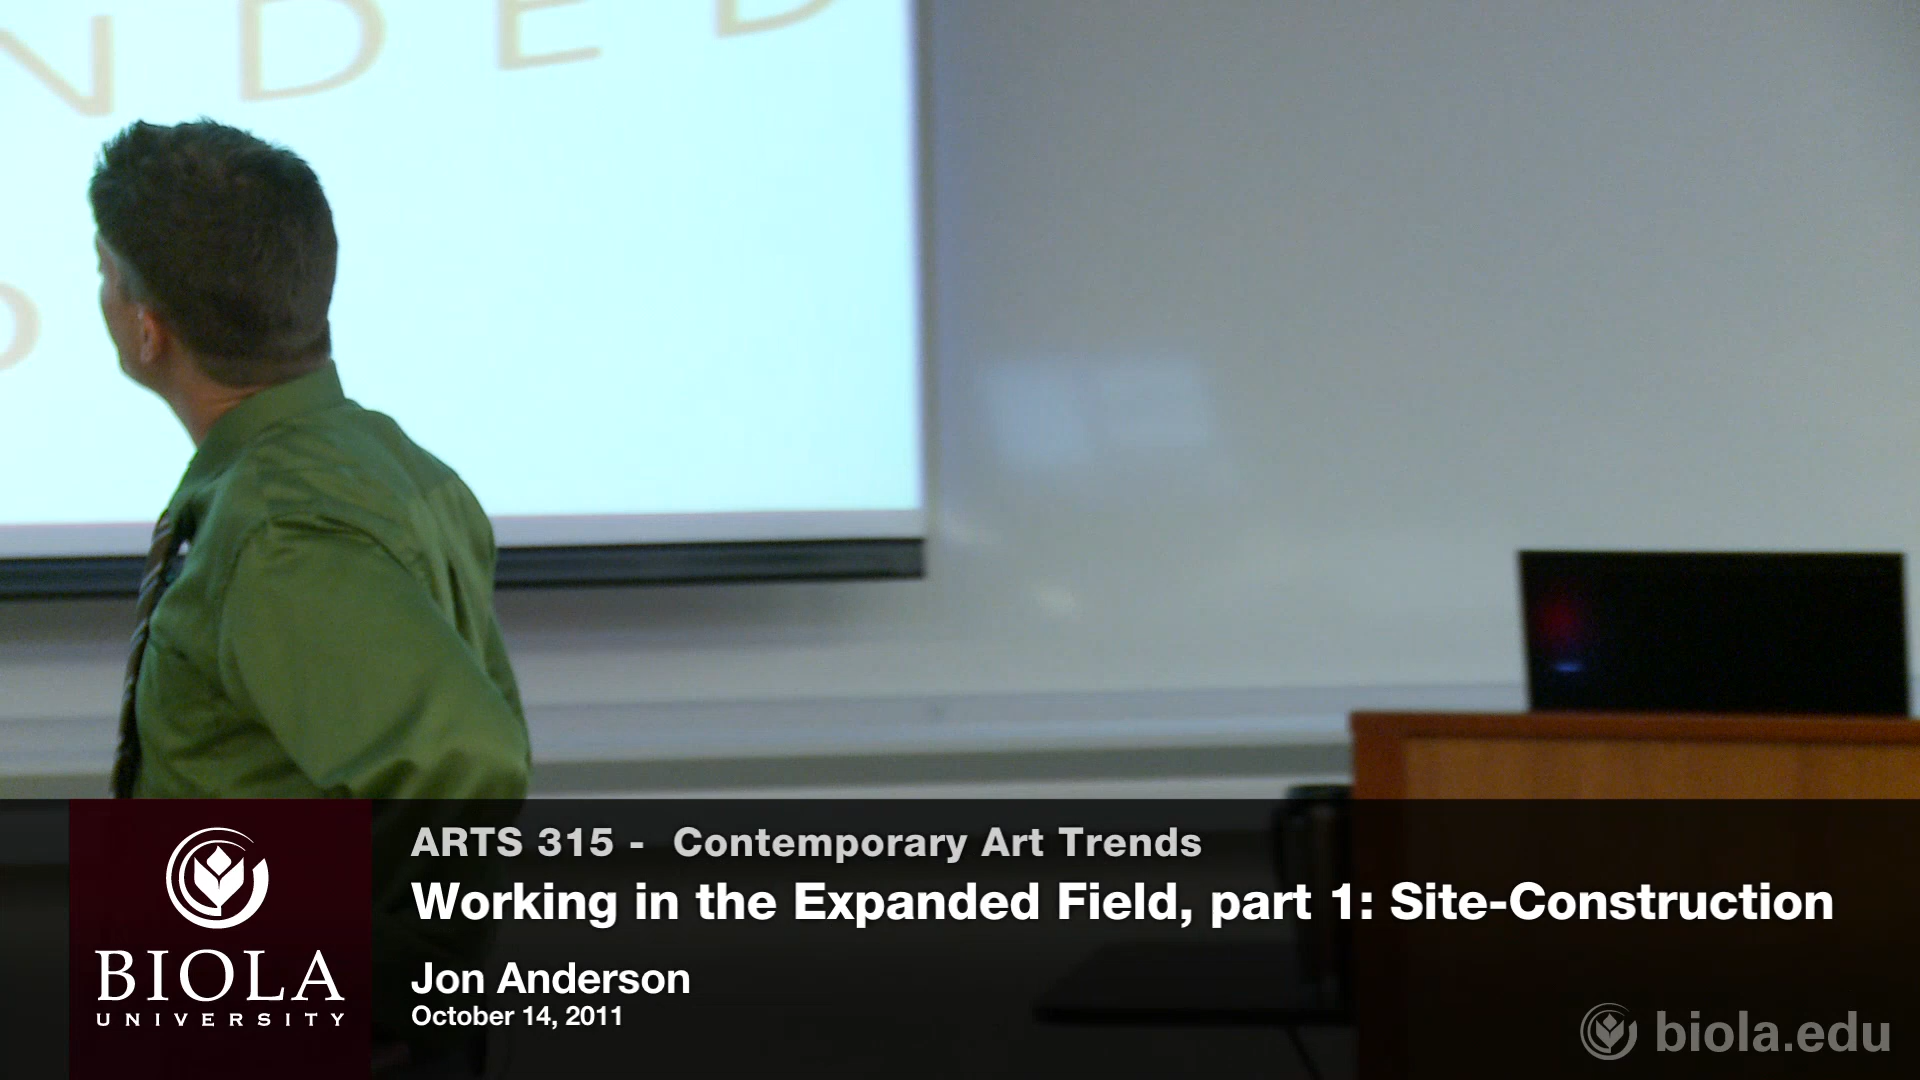 NDED
D
ARTS 315 - Contemporary Art Trends
Working in the Expanded Field, part 1: Site-Construction
BIOLA
UNIVERSITY
Jon Anderson
October 14, 2011
biola.edu